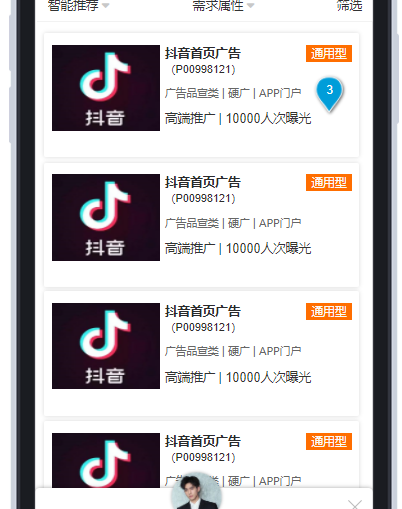 智能推荐 需求属性 筛选
抖音首页广告 通用型
（P00998121）
广告品宣类 | 硬广 | APP门户
3
高端推广 | 10000人次曝光
抖音
抖音首页广告 通用型
（P00998121）
广告品宣类 | 硬广 | APP门户
高端推广 | 10000人次曝光
抖音
抖音首页广告 通用型
（P00998121）
广告品宣类 | 硬广 | APP门户
高端推广 | 10000人次曝光
抖音
抖音首页广告 通用型
（P00998121）
广告品宣类 | 硬广 | APP门户